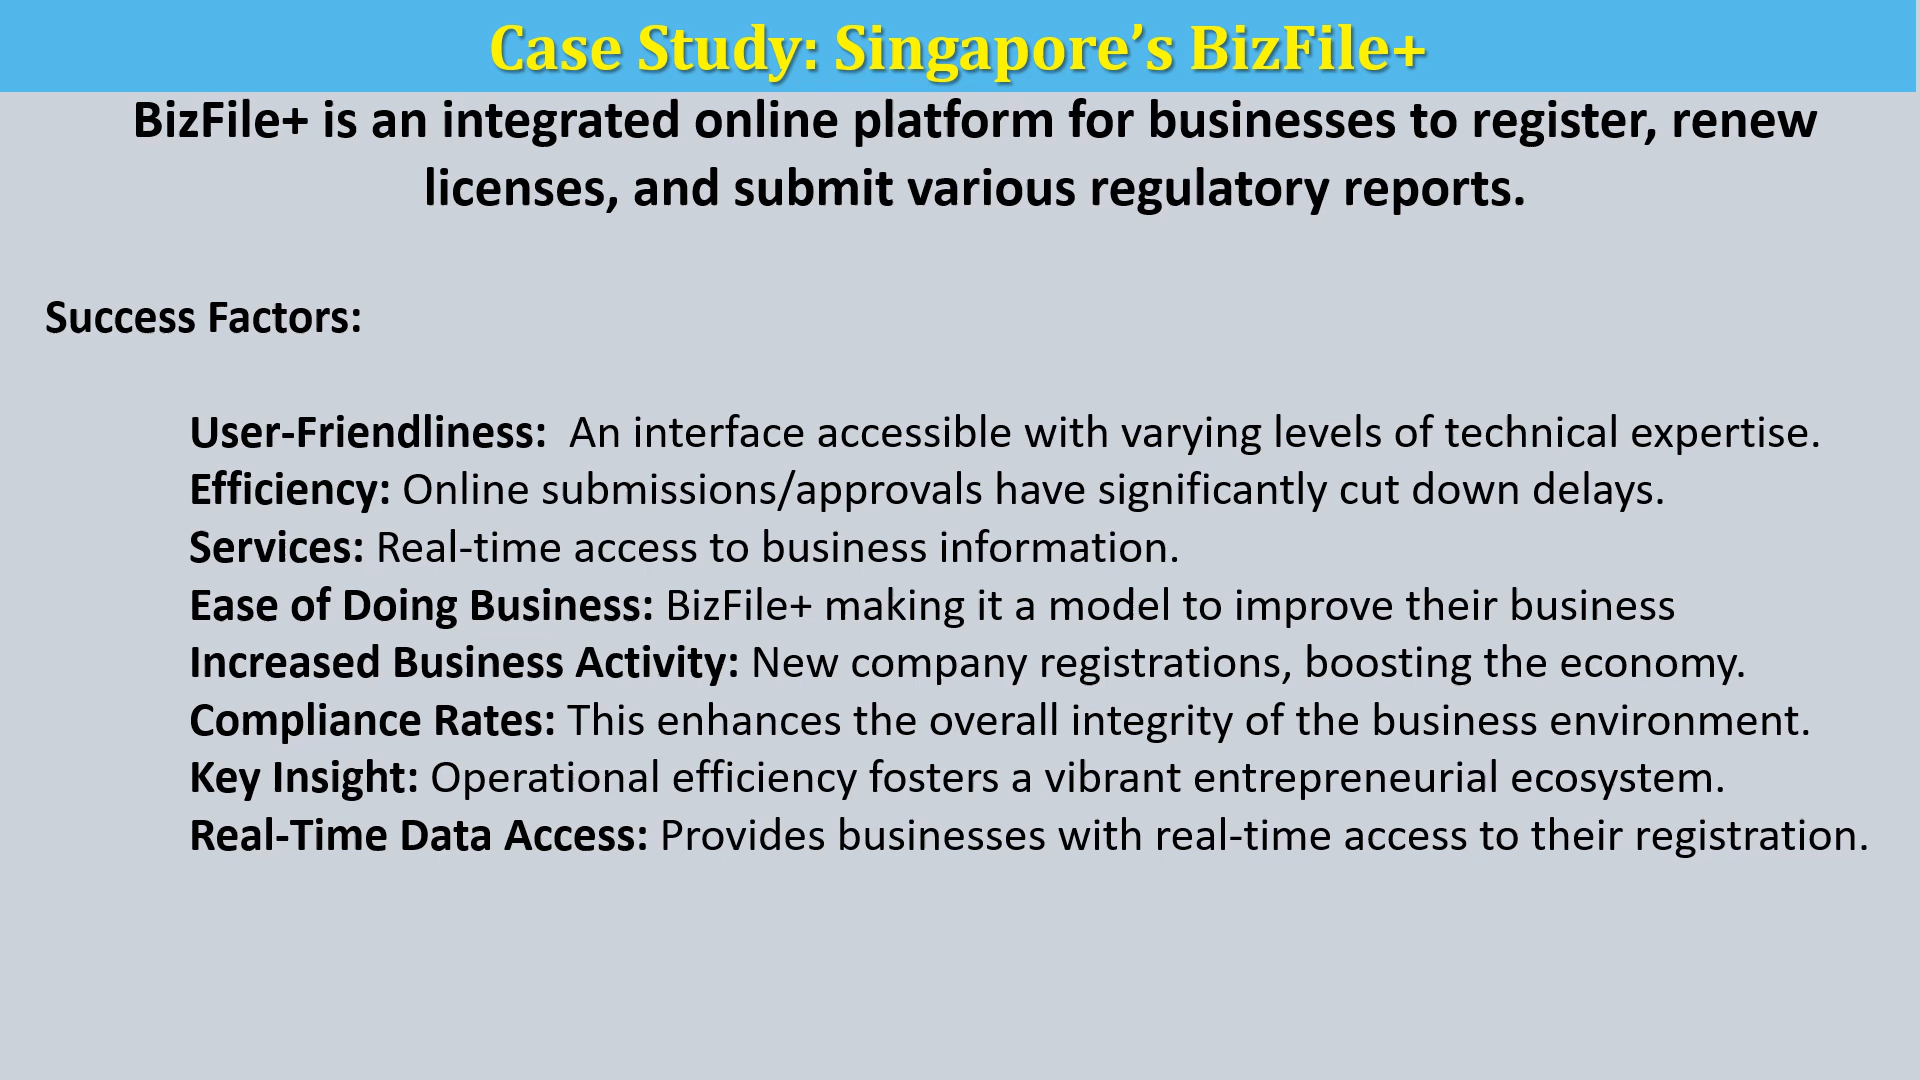 Case Study: Singapore’s BizFile+
BizFile+ is an integrated online platform for businesses to register, renew
licenses, and submit various regulatory reports.
Success Factors:
User-Friendliness:  An interface accessible with varying levels of technical expertise.
Efficiency: Online submissions/approvals have significantly cut down delays.
Services: Real-time access to business information.
Ease of Doing Business: BizFile+ making it a model to improve their business
Increased Business Activity: New company registrations, boosting the economy.
Compliance Rates: This enhances the overall integrity of the business environment.
Key Insight: Operational efficiency fosters a vibrant entrepreneurial ecosystem.
Real-Time Data Access: Provides businesses with real-time access to their registration.